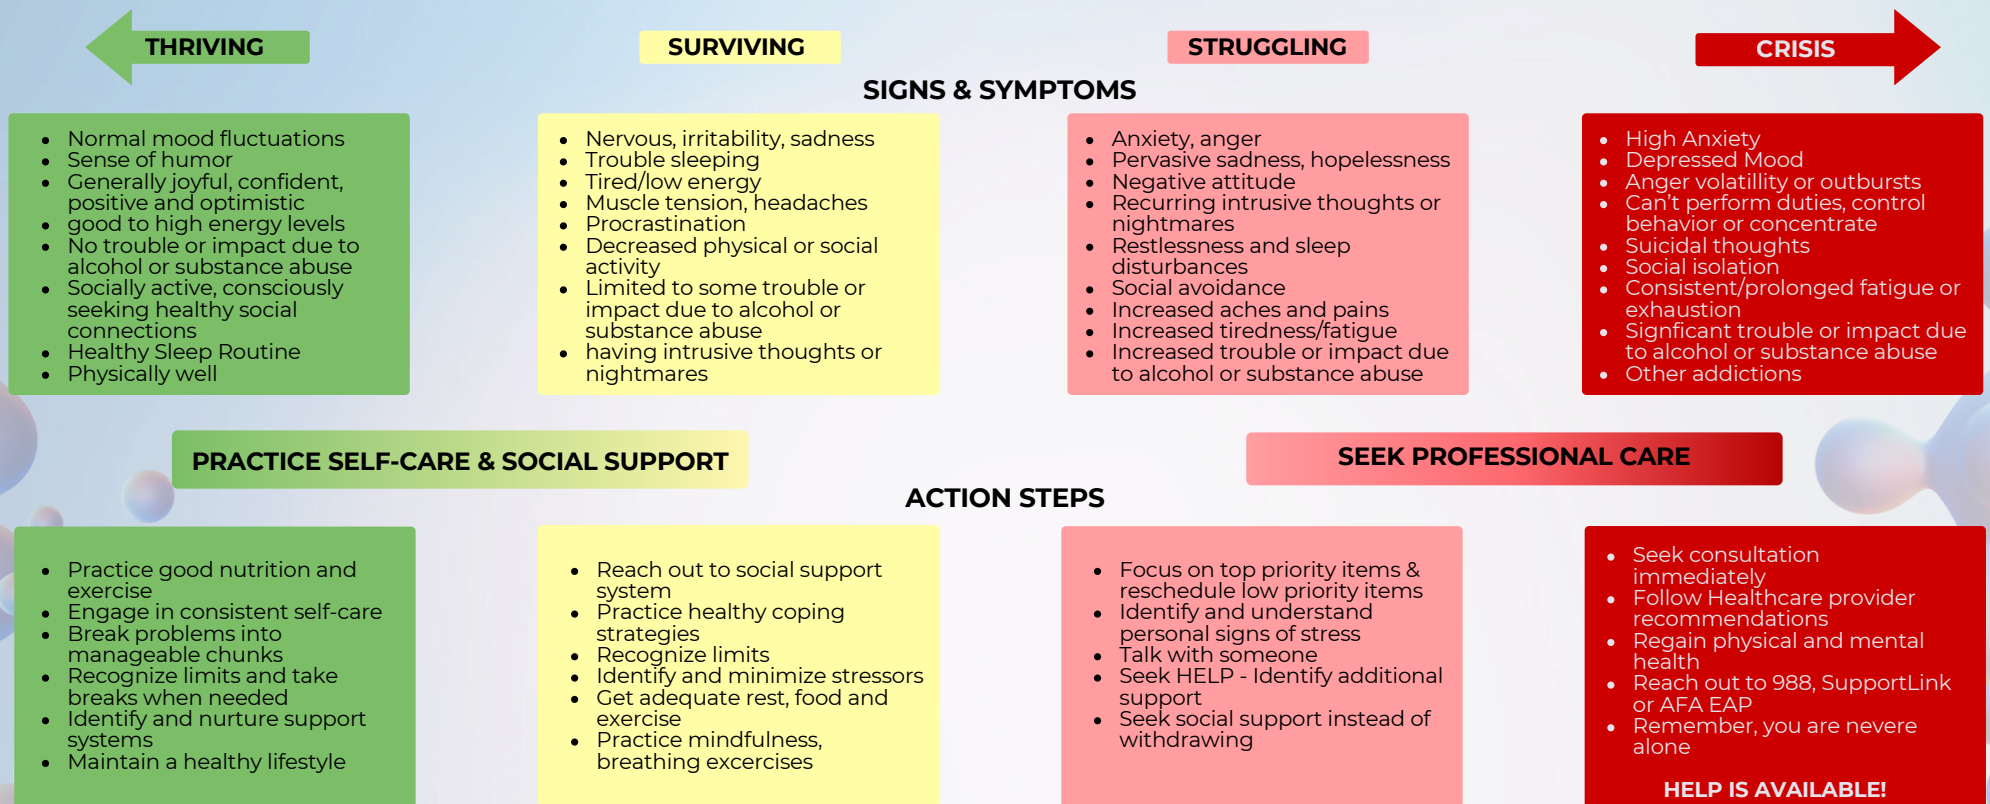 THRIVING
SURVIVING
STRUGGLING
CRISIS
SIGNS & SYMPTOMS
• Normal mood fluctuations
• Sense of humor
• Generally joyful, confident,
positive and optimistic
• good to high energy levels
• No trouble or impact due to
alcohol or substance abuse
• Socially active, consciously
seeking healthy social
connections
• Healthy Sleep Routine
• Physically well
• Nervous, irritability, sadness
• Trouble sleeping
• Tired/low energy
• Muscle tension, headaches
• Procrastination
• Decreased physical or social
activity
• Limited to some trouble or
impact due to alcohol or
substance abuse
• having intrusive thoughts or
nightmares
• Anxiety, anger
• Pervasive sadness, hopelessness
• Negative attitude
• Recurring intrusive thoughts or
nightmares
• Restlessness and sleep
disturbances
• Social avoidance
• Increased aches and pains
• Increased tiredness/fatigue
• Increased trouble or impact due
to alcohol or substance abuse
• High Anxiety
• Depressed Mood
• Anger volatillity or outbursts
• Can't perform duties, control
behavior or concentrate
• Suicidal thoughts
• Social isolation
• Consistent/prolonged fatigue or
exhaustion
• Signficant trouble or impact due
to alcohol or substance abuse
• Other addictions
PRACTICE SELF-CARE & SOCIAL SUPPORT
SEEK PROFESSIONAL CARE
ACTION STEPS
• Practice good nutrition and
exercise
• Engage in consistent self-care
• Break problems into
manageable chunks
• Recognize limits and take
breaks when needed
• Identify and nurture support
systems
• Maintain a healthy lifestyle
• Reach out to social support
system
• Practice healthy coping
strategies
• Recognize limits
• Identify and minimize stressors
• Get adequate rest, food and
exercise
• Practice mindfulness,
breathing excercises
• Focus on top priority items &
reschedule low priority items
• Identify and understand
personal signs of stress
• Talk with someone
• Seek HELP - Identify additional
support
• Seek social support instead of
withdrawing
• Seek consultation
immediately
• Follow Healthcare provider
recommendations
• Regain physical and mental
health
• Reach out to 988, SupportLink
or AFA EAP
• Remember, you are nevere
alone
HELP IS AVAILABLE!